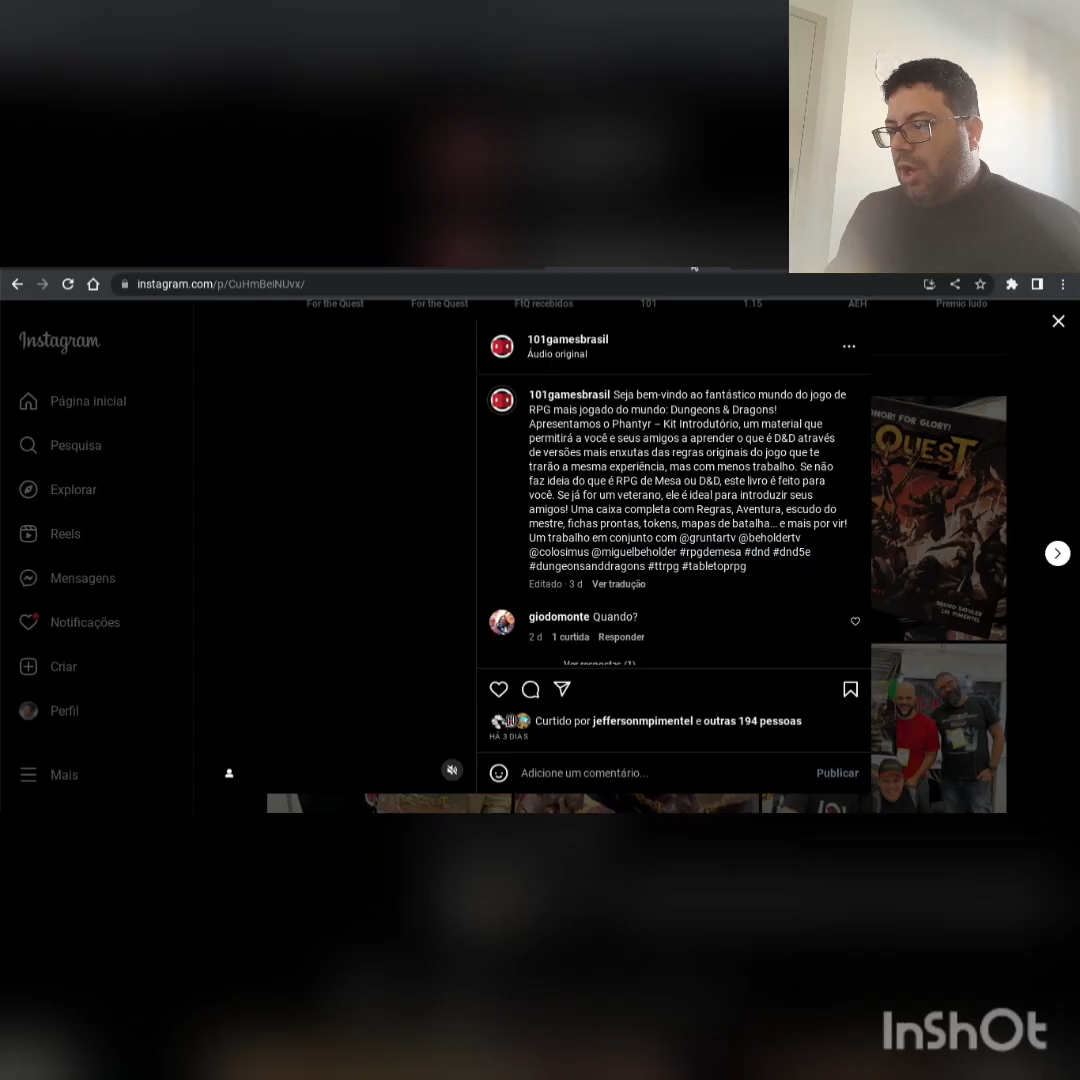 instagram.com/p/CuHmBeiNUvx/
For the Quest
For the Quest
FIQ recebidos
101
1.15
AEH
Premio ludo
Instagram
Página inicial
Pesquisa
Explorar
Reels
Mensagens
Notificações
Criar
Perfil
Mais
101gamesbrasil
Áudio original
101gamesbrasil Seja bem-vindo ao fantástico mundo do jogo de
RPG mais jogado do mundo: Dungeons & Dragons!
Apresentamos o Phantyr – Kit Introdutório, um material que
permitirá a você e seus amigos a aprender o que é D&D através
de versões mais enxutas das regras originais do jogo que te
trarão a mesma experiência, mas com menos trabalho. Se não
faz ideia do que é RPG de Mesa ou D&D, este livro é feito para
você. Se já for um veterano, ele é ideal para introduzir seus
amigos! Uma caixa completa com Regras, Aventura, escudo do
mestre, fichas prontas, tokens, mapas de batalha... e mais por vir!
Um trabalho em conjunto com @gruntartv @beholdertv
@colosimus @miguelbeholder #rpgdemesa #dnd #dnd5e
#dungeonsanddragons #ttrpg #tabletoprpg
Editado · 3 d Ver tradução
giodomonte Quando?
2 d 1 curtida Responder
Ver respostas (1)
Curtido por jeffersonmpimentel e outras 194 pessoas
HÁ 3 DIAS
Adicione um comentário...
Publicar
HONOR! FOR GLORY!
QUEST
InShOt